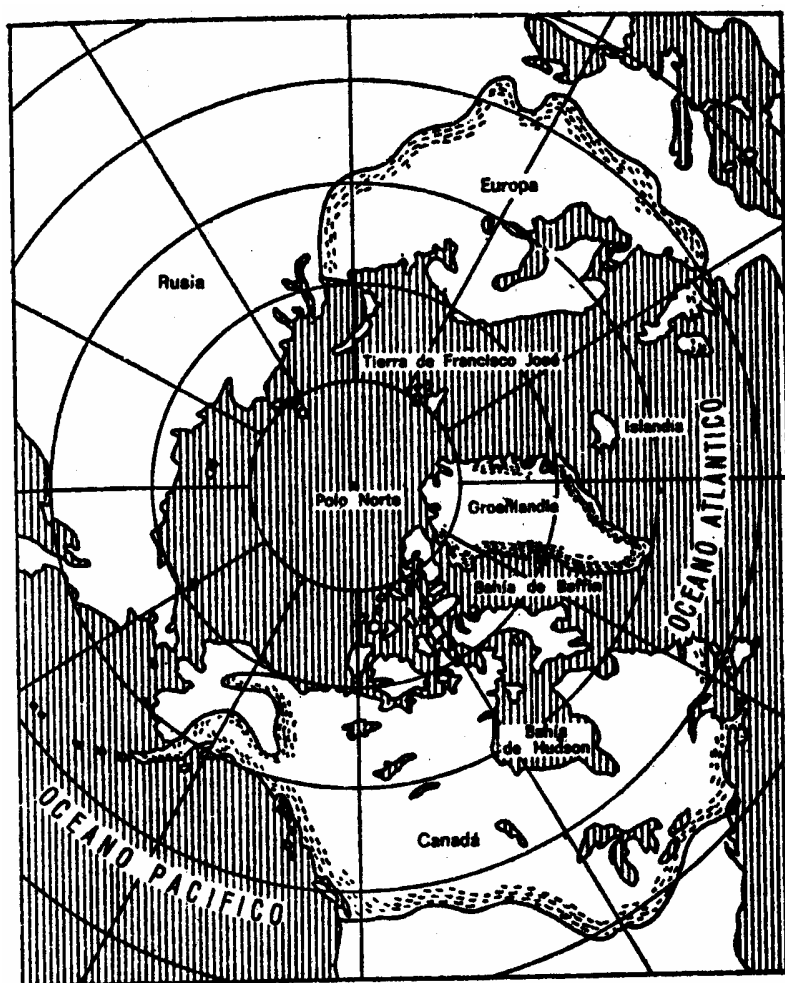 Europa
Rusia
Tierra de Francisco José
Islandia
OCEANO ATLANTICO
Polo Norte
Groenlandia
Bahía de Baffin
Bahía
de Hudson
OCEANO PACIFICO
Canadá